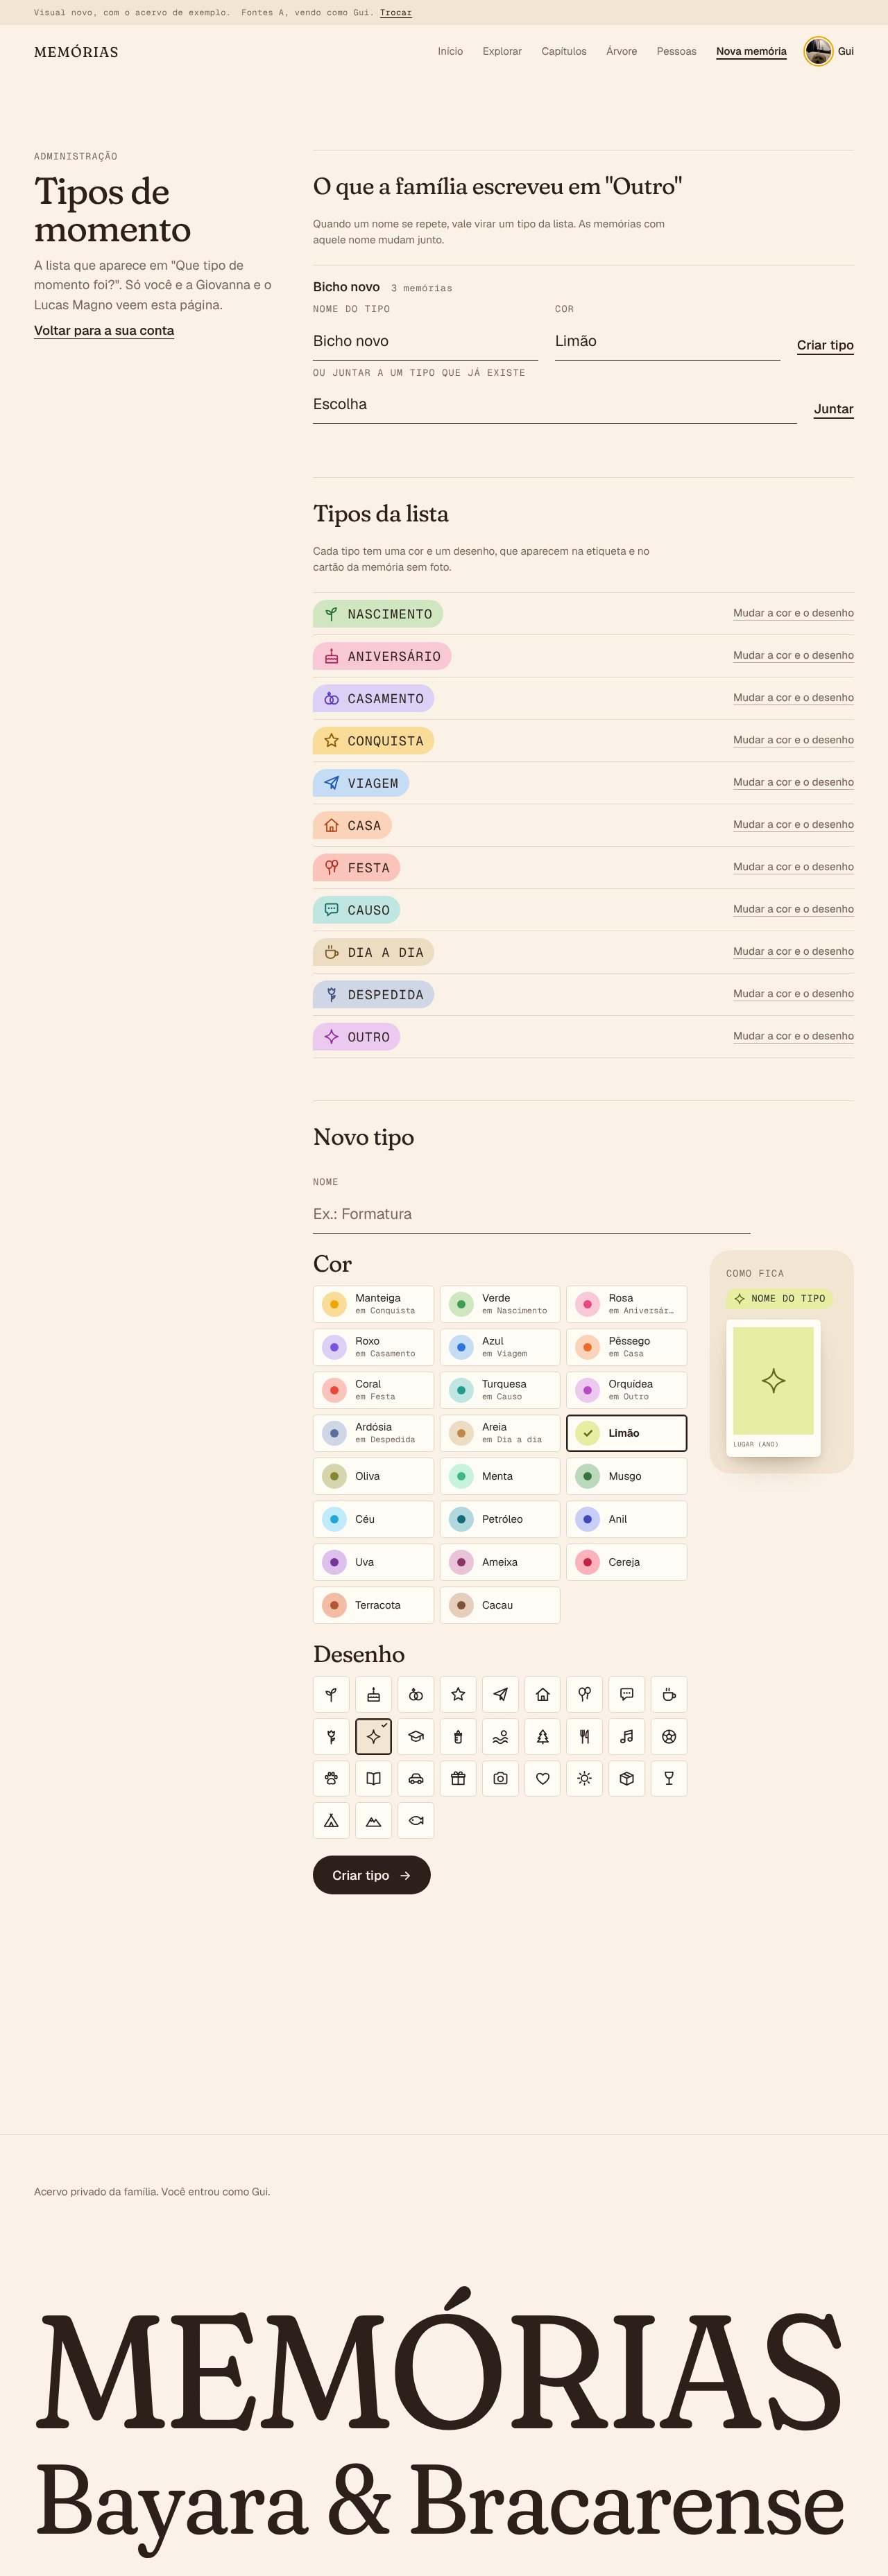 Visual novo, com o acervo de exemplo. Fontes A, vendo como Gui. Trocar
MEMÓRIAS
Início Explorar Capítulos Árvore Pessoas Nova memória Gui
ADMINISTRAÇÃO
Tipos de
momento
A lista que aparece em "Que tipo de
momento foi?". Só você e a Giovanna e o
Lucas Magno veem esta página.
Voltar para a sua conta
O que a família escreveu em "Outro"
Quando um nome se repete, vale virar um tipo da lista. As memórias com
aquele nome mudam junto.
Bicho novo 3 memórias
NOME DO TIPO COR
Bicho novo Limão Criar tipo
OU JUNTAR A UM TIPO QUE JÁ EXISTE
Escolha Juntar
Tipos da lista
Cada tipo tem uma cor e um desenho, que aparecem na etiqueta e no
cartão da memória sem foto.
NASCIMENTO Mudar a cor e o desenho
ANIVERSÁRIO Mudar a cor e o desenho
CASAMENTO Mudar a cor e o desenho
CONQUISTA Mudar a cor e o desenho
VIAGEM Mudar a cor e o desenho
CASA Mudar a cor e o desenho
FESTA Mudar a cor e o desenho
CAUSO Mudar a cor e o desenho
DIA A DIA Mudar a cor e o desenho
DESPEDIDA Mudar a cor e o desenho
OUTRO Mudar a cor e o desenho
Novo tipo
NOME
Ex.: Formatura
Cor
Manteiga Verde Rosa
em Conquista em Nascimento em Aniversár…
Roxo Azul Pêssego
em Casamento em Viagem em Casa
Coral Turquesa Orquídea
em Festa em Causo em Outro
Ardósia Areia Limão
em Despedida em Dia a dia
Oliva Menta Musgo
Céu Petróleo Anil
Uva Ameixa Cereja
Terracota Cacau
COMO FICA
NOME DO TIPO
LUGAR (ANO)
Desenho
Criar tipo →
Acervo privado da família. Você entrou como Gui.
MEMÓRIAS
Bayara & Bracarense